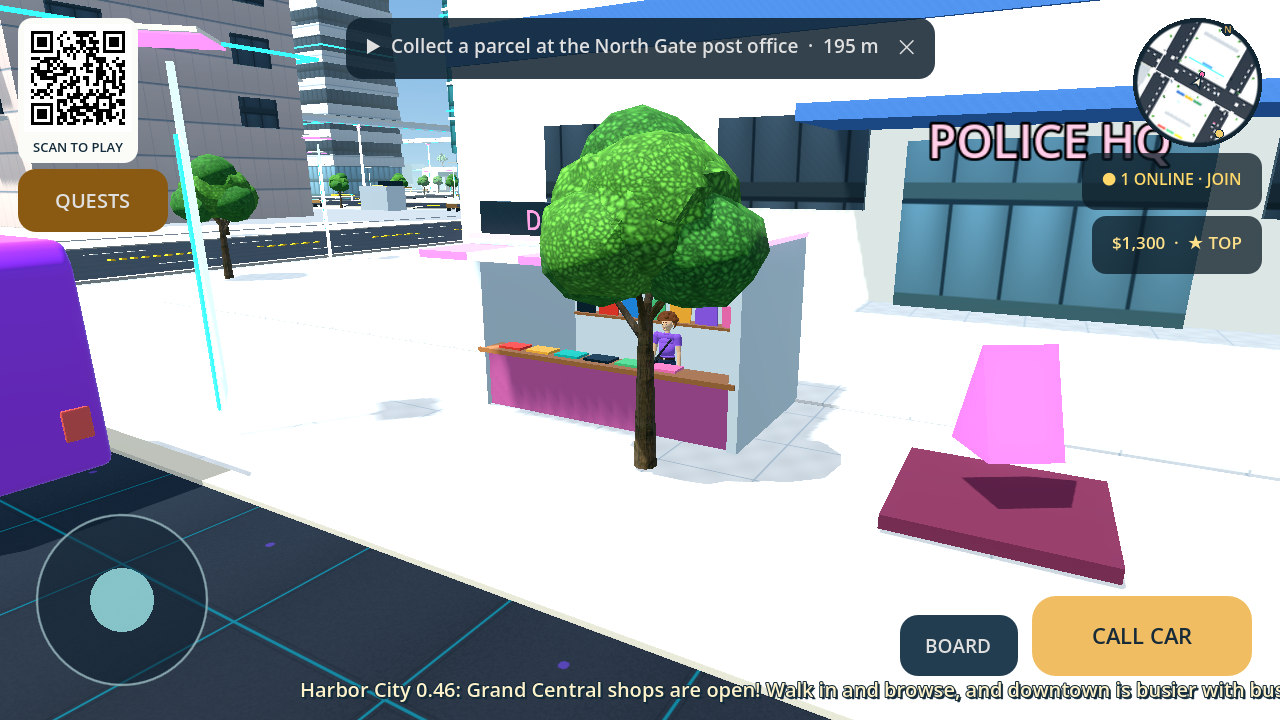 Collect a parcel at the North Gate post office · 195 m
N
SCAN TO PLAY
QUESTS
POLICE HQ
1 ONLINE · JOIN
$1,300 · ★ TOP
D
BOARD
CALL CAR
Harbor City 0.46: Grand Central shops are open! Walk in and browse, and downtown is busier with bus